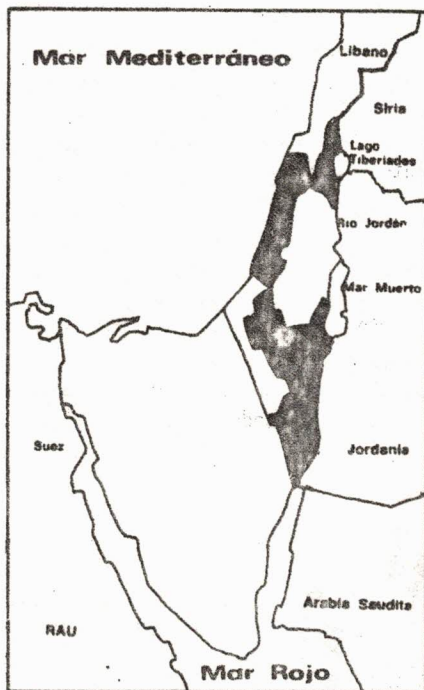 Mar Mediterráneo
Líbano
Siria
Lago
Tiberiades
Río Jordán
Mar Muerto
Suez
Jordania
Arabia Saudita
RAU
Mar Rojo